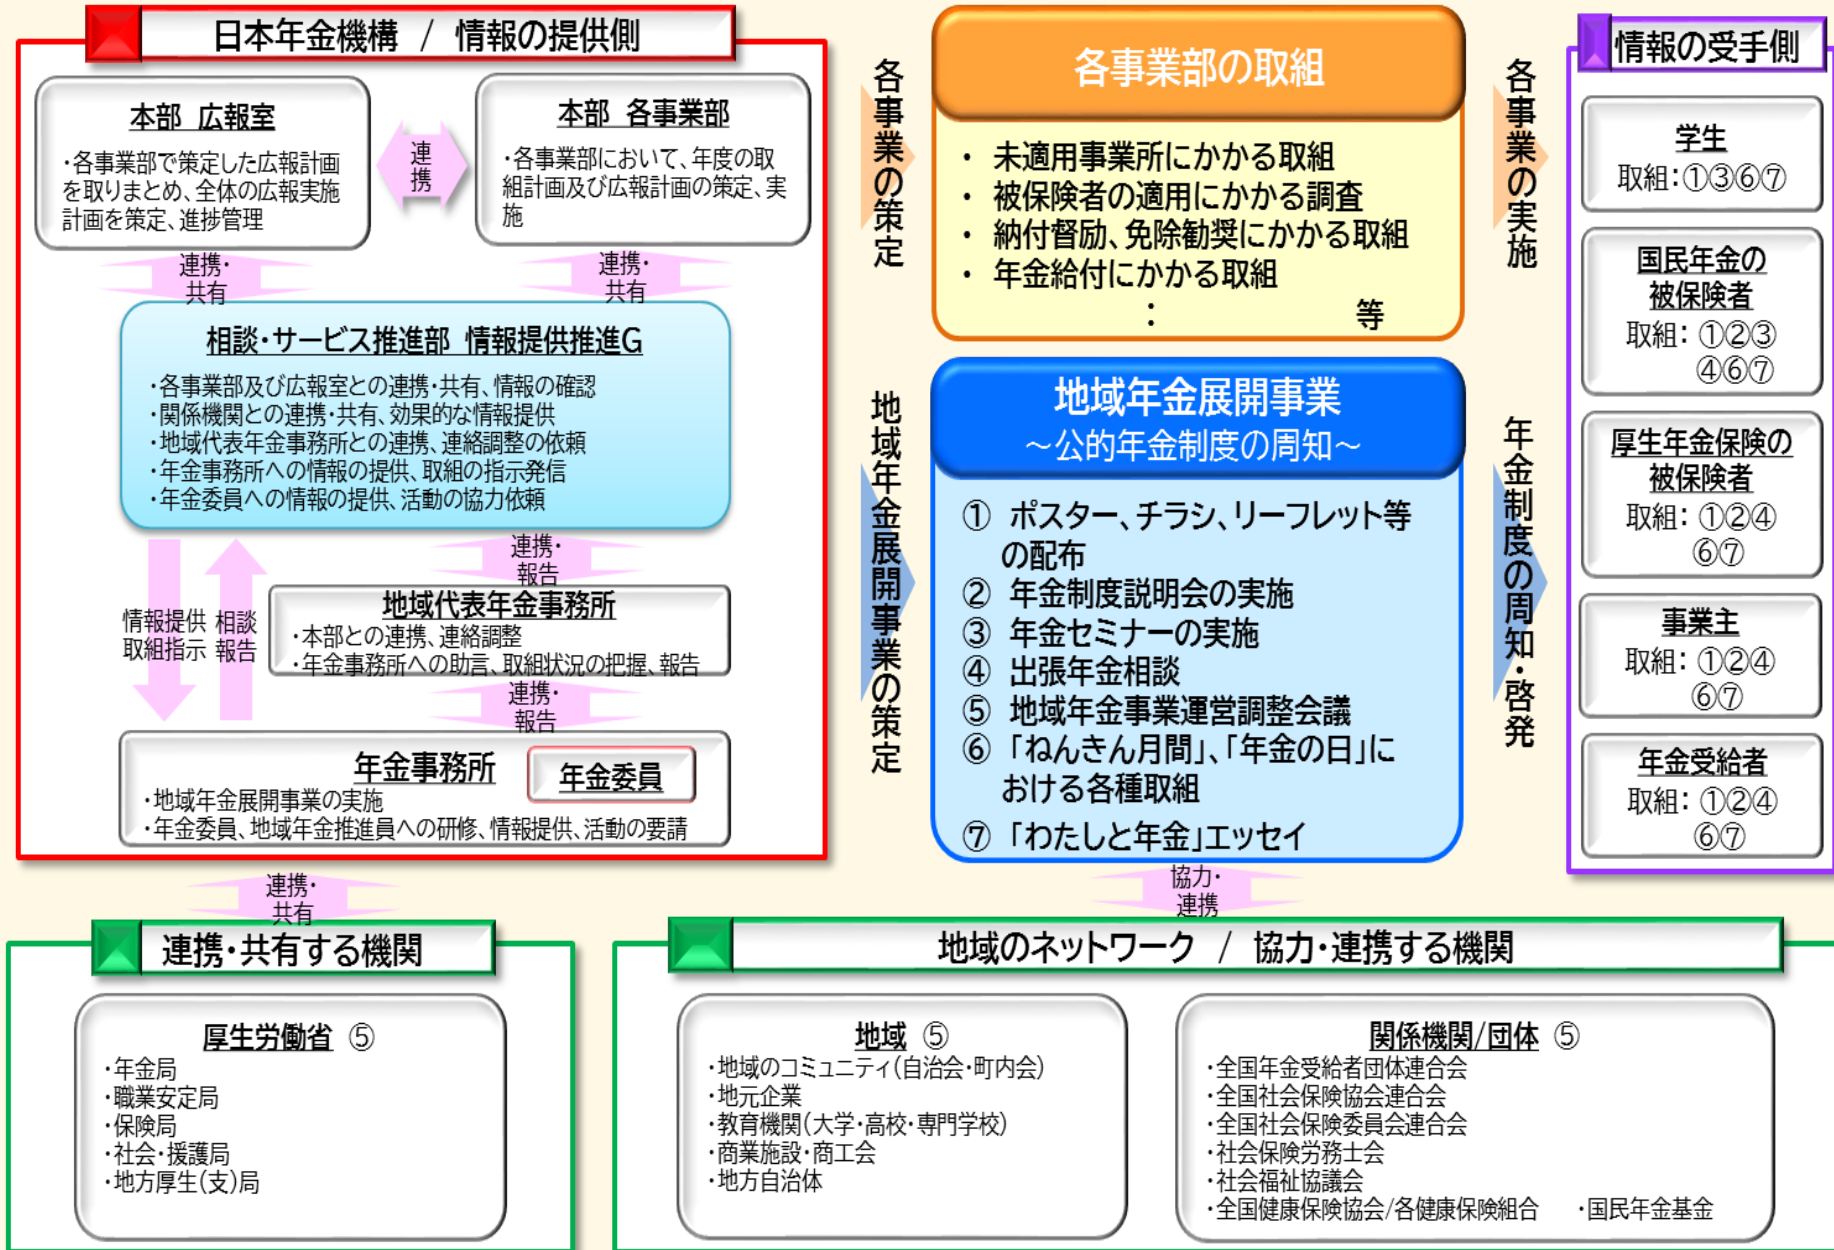 日本年金機構 / 情報の提供側
本部 広報室
・各事業部で策定した広報計画
を取りまとめ、全体の広報実施
計画を策定、進捗管理
連
携
本部 各事業部
・各事業部において、年度の取
組計画及び広報計画の策定、実
施
連携・
共有
連携・
共有
相談・サービス推進部 情報提供推進G
・各事業部及び広報室との連携・共有、情報の確認
・関係機関との連携・共有、効果的な情報提供
・地域代表年金事務所との連携、連絡調整の依頼
・年金事務所への情報の提供、取組の指示発信
・年金委員への情報の提供、活動の協力依頼
情報提供
取組指示
相談
報告
連携・
報告
地域代表年金事務所
・本部との連携、連絡調整
・年金事務所への助言、取組状況の把握、報告
連携・
報告
年金事務所
年金委員
・地域年金展開事業の実施
・年金委員、地域年金推進員への研修、情報提供、活動の要請
各事業の策定
各事業部の取組
・ 未適用事業所にかかる取組
・ 被保険者の適用にかかる調査
・ 納付督励、免除勧奨にかかる取組
・ 年金給付にかかる取組
： 等
各事業の実施
地域年金展開事業の策定
地域年金展開事業
～公的年金制度の周知～
① ポスター、チラシ、リーフレット等
の配布
② 年金制度説明会の実施
③ 年金セミナーの実施
④ 出張年金相談
⑤ 地域年金事業運営調整会議
⑥ 「ねんきん月間」、「年金の日」に
おける各種取組
⑦ 「わたしと年金」エッセイ
年金制度の周知・啓発
情報の受手側
学生
取組：①③⑥⑦
国民年金の
被保険者
取組：①②③
④⑥⑦
厚生年金保険の
被保険者
取組：①②④
⑥⑦
事業主
取組：①②④
⑥⑦
年金受給者
取組：①②④
⑥⑦
連携・
共有
連携・共有する機関
厚生労働省 ⑤
・年金局
・職業安定局
・保険局
・社会・援護局
・地方厚生(支)局
協力・
連携
地域のネットワーク / 協力・連携する機関
地域 ⑤
・地域のコミュニティ(自治会・町内会)
・地元企業
・教育機関(大学・高校・専門学校)
・商業施設・商工会
・地方自治体
関係機関/団体 ⑤
・全国年金受給者団体連合会
・全国社会保険協会連合会
・全国社会保険委員会連合会
・社会保険労務士会
・社会福祉協議会
・全国健康保険協会/各健康保険組合 ・国民年金基金